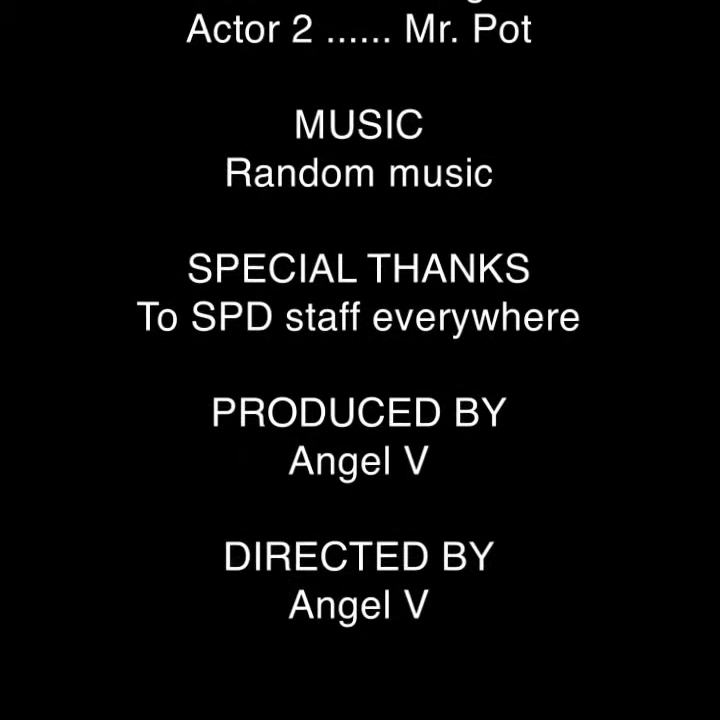 Actor 2 ...... Mr. Pot
MUSIC
Random music
SPECIAL THANKS
To SPD staff everywhere
PRODUCED BY
Angel V
DIRECTED BY
Angel V